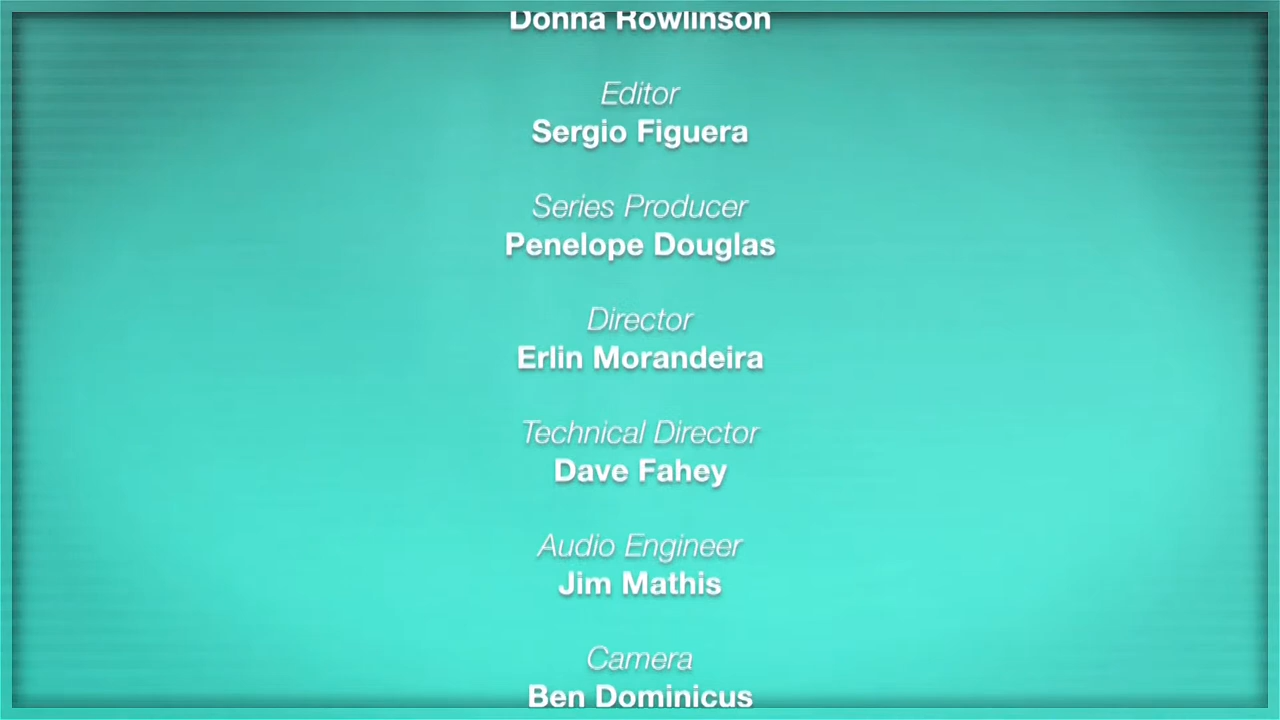 Donna Rowlinson
Editor
Sergio Figuera
Series Producer
Penelope Douglas
Director
Erlin Morandeira
Technical Director
Dave Fahey
Audio Engineer
Jim Mathis
Camera
Ben Dominicus